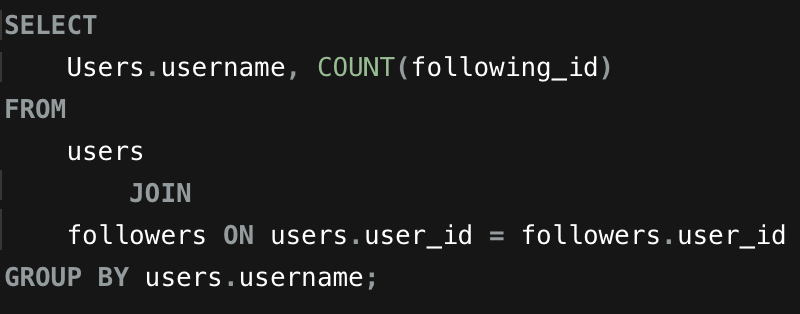 SELECT
Users.username, COUNT(following_id)
FROM
users
JOIN
followers ON users.user_id = followers.user_id
GROUP BY users.username;